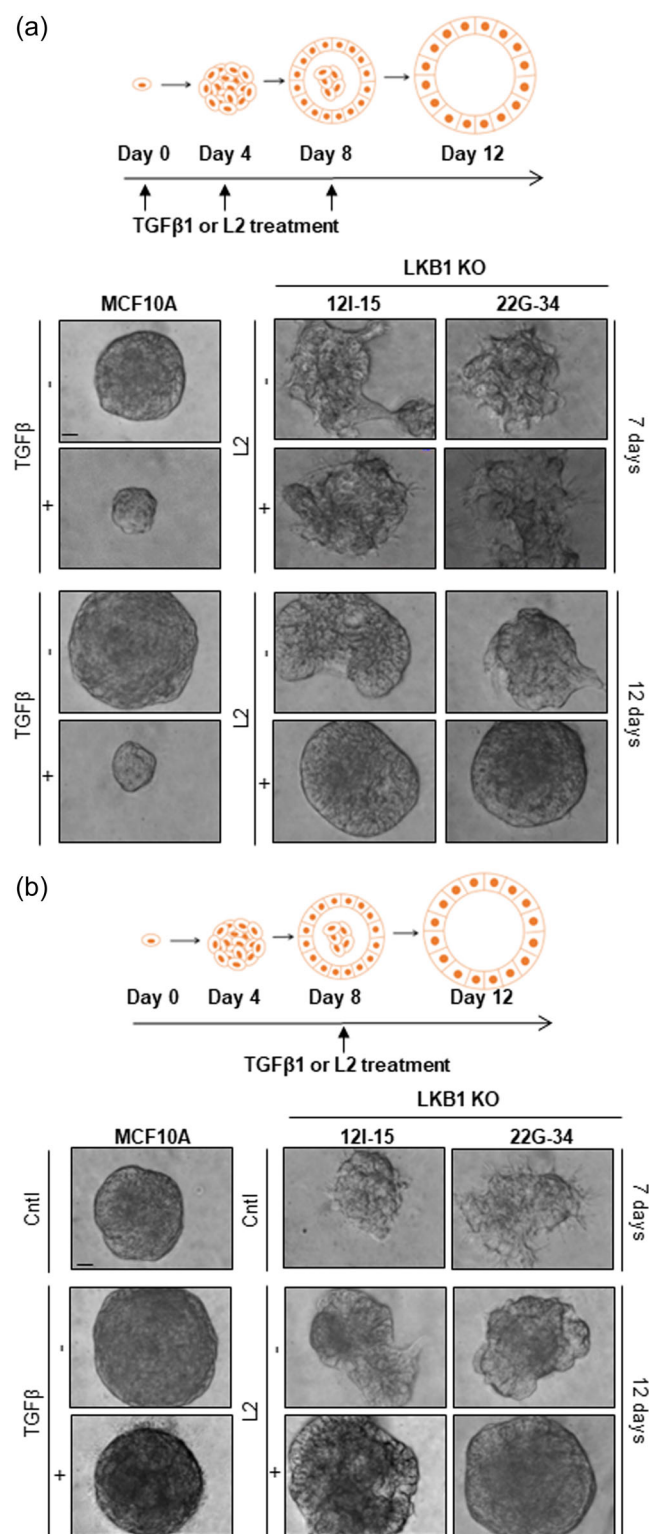 (a)
Day 0 Day 4 Day 8 Day 12
TGFβ1 or L2 treatment
LKB1 KO
MCF10A 12I-15 22G-34
TGFβ - L2 - 7 days
+ +
TGFβ - L2 - 12 days
+ +
(b)
Day 0 Day 4 Day 8 Day 12
TGFβ1 or L2 treatment
LKB1 KO
MCF10A 12I-15 22G-34
Cntl Cntl 7 days
TGFβ - L2 - 12 days
+ +